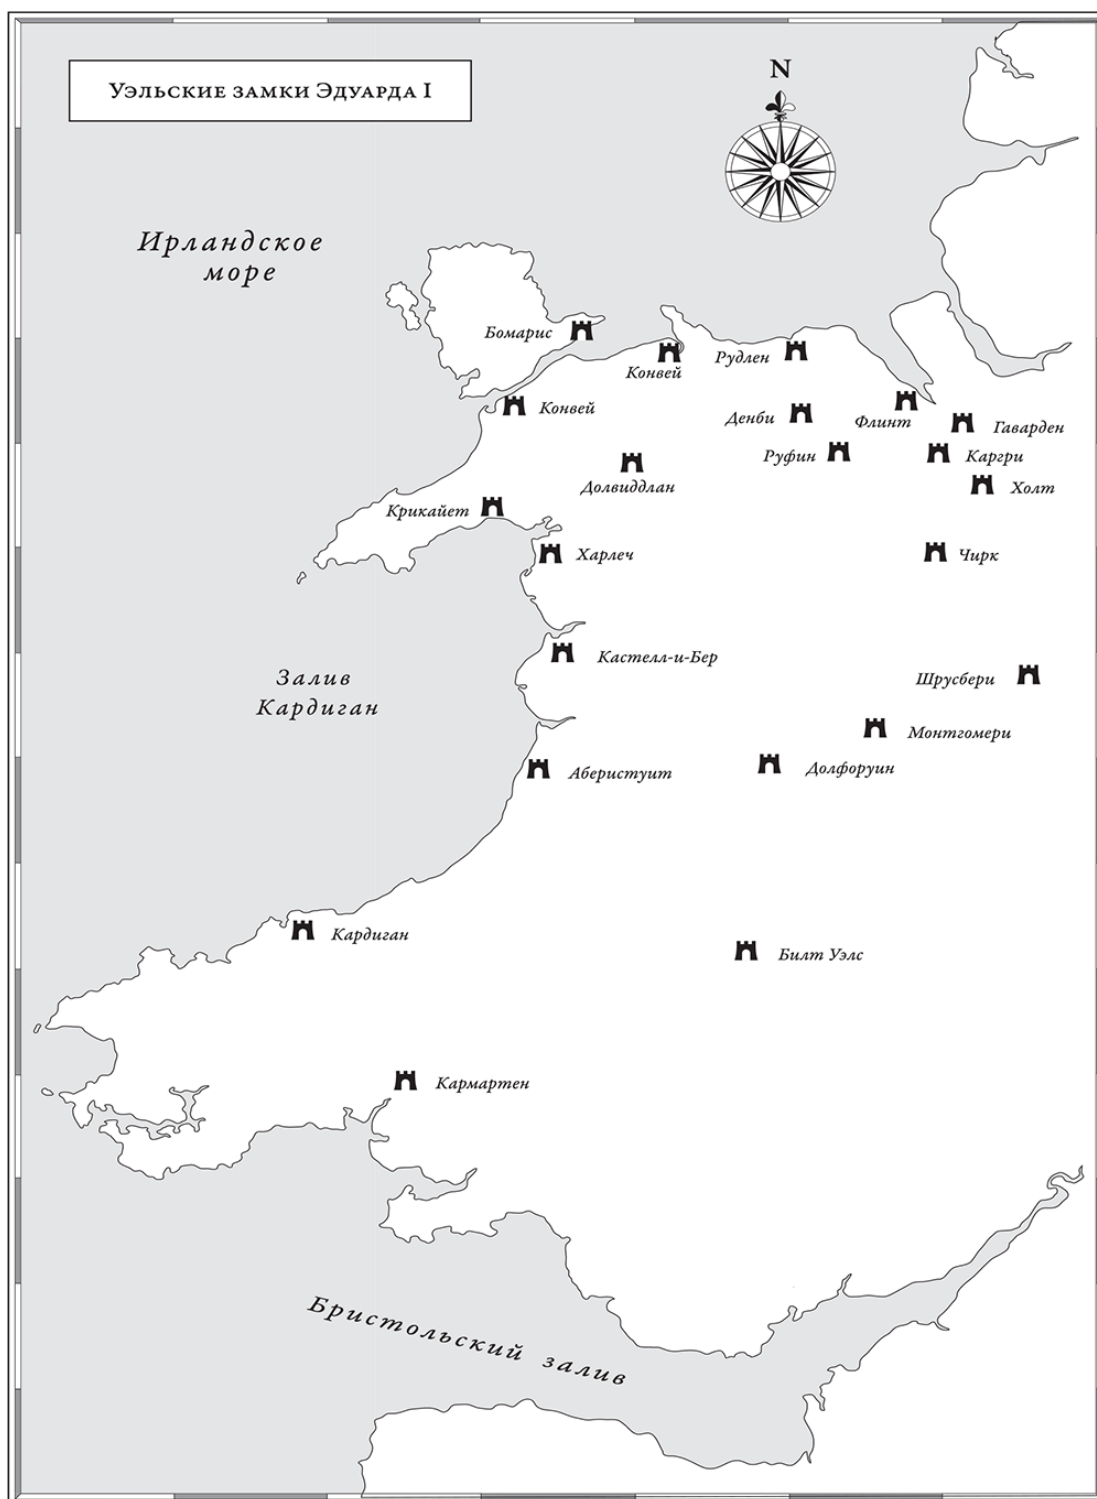 Уэльские замки Эдуарда I
N
Ирландское
море
Бомарис
Конвей
Рудлен
Конвей
Денби
Флинт
Гаварден
Руфин
Каргри
Долвиддлан
Холт
Крикайет
Харлеч
Чирк
Кастелл-и-Бер
Залив
Кардиган
Шрусбери
Монтгомери
Долфоруин
Аберистуит
Кардиган
Билт Уэлс
Кармартен
Бристольский залив